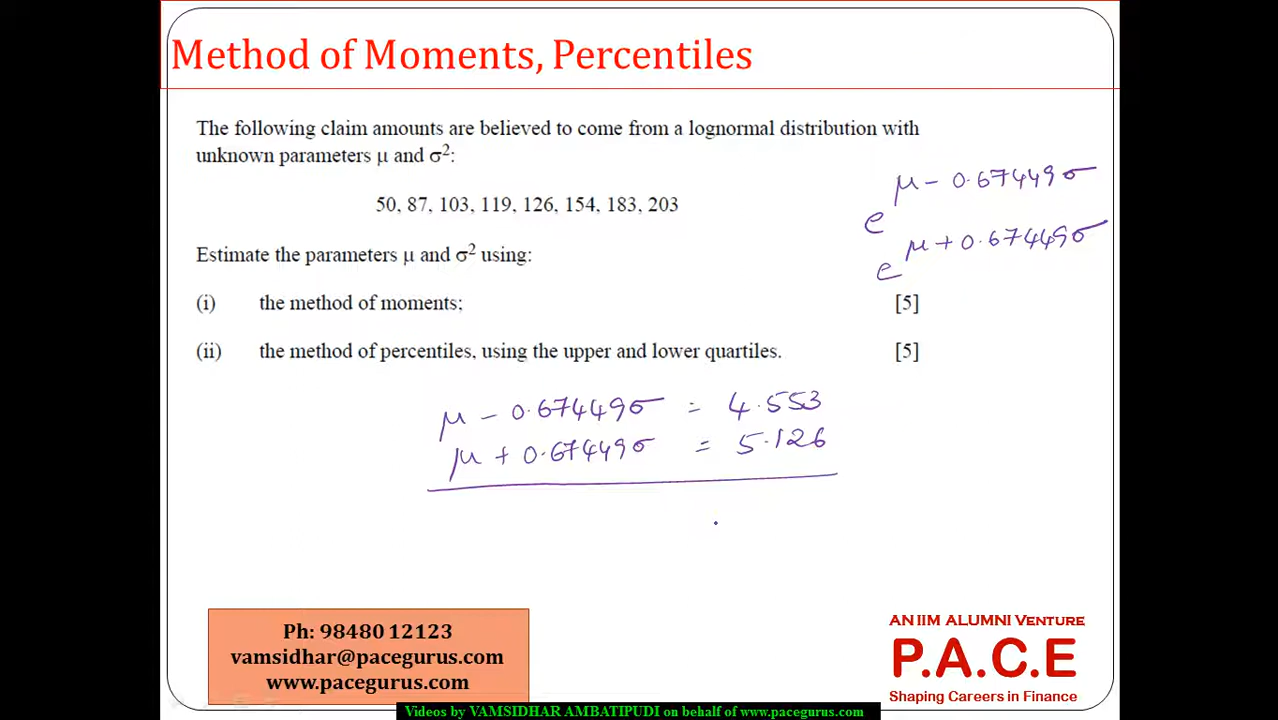 Method of Moments, Percentiles
The following claim amounts are believed to come from a lognormal distribution with
unknown parameters μ and σ²:
50, 87, 103, 119, 126, 154, 183, 203
e^μ - 0.67449σ
e^μ + 0.67449σ
Estimate the parameters μ and σ² using:
(i) the method of moments; [5]
(ii) the method of percentiles, using the upper and lower quartiles. [5]
μ - 0.67449σ = 4.553
μ + 0.67449σ = 5.126
Ph: 98480 12123
vamsidhar@pacegurus.com
www.pacegurus.com
AN IIM ALUMNI VENTURE
P.A.C.E
Shaping Careers in Finance
Videos by VAMSIDHAR AMBATIPUDI on behalf of www.pacegurus.com